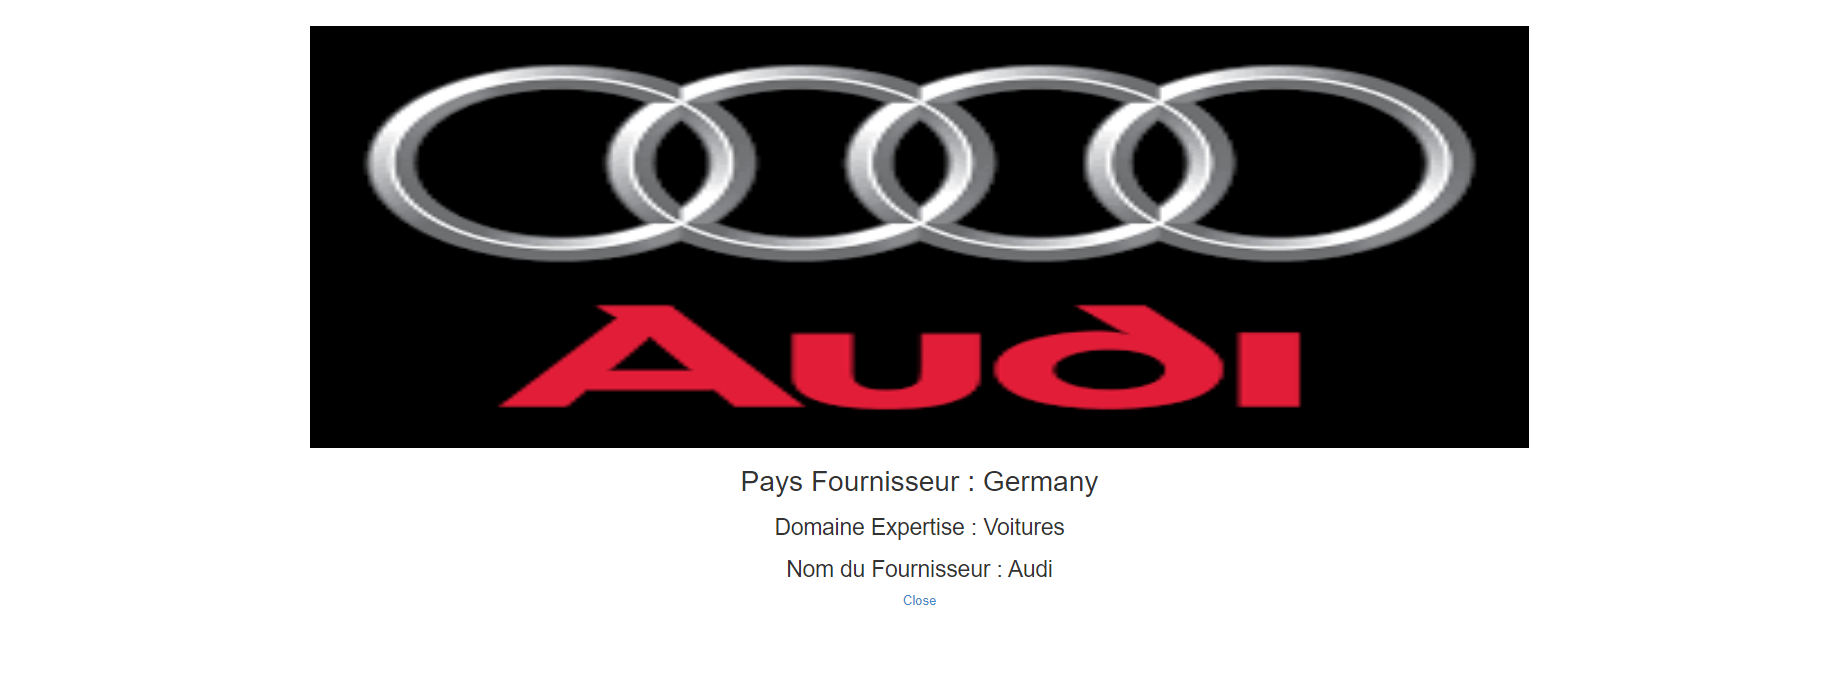 Audi
Pays Fournisseur : Germany
Domaine Expertise : Voitures
Nom du Fournisseur : Audi
Close